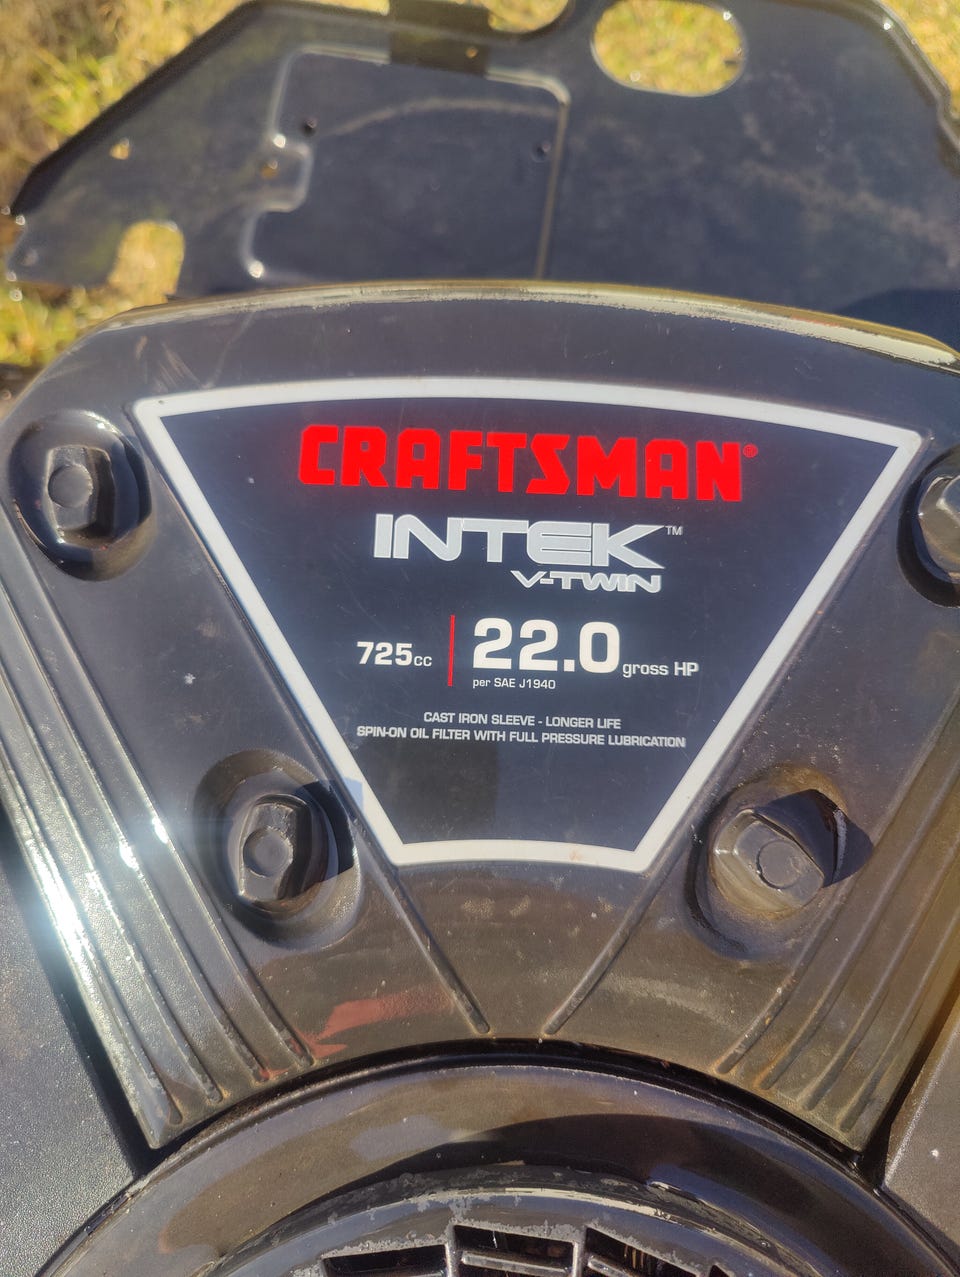 CRAFTSMAN®
INTEK™
V-TWIN
725cc 22.0 gross HP
per SAE J1940
CAST IRON SLEEVE - LONGER LIFE
SPIN-ON OIL FILTER WITH FULL PRESSURE LUBRICATION